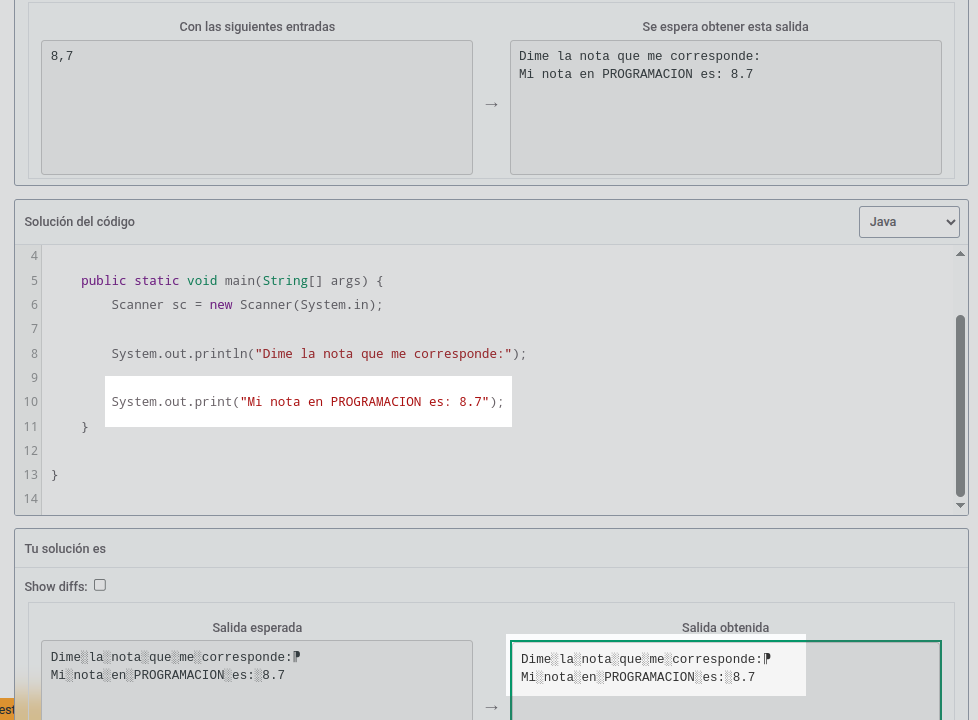 Con las siguientes entradas
Se espera obtener esta salida
8,7
Dime la nota que me corresponde:
Mi nota en PROGRAMACION es: 8.7
→
Solución del código
Java
4
5 public static void main(String[] args) {
6 Scanner sc = new Scanner(System.in);
7
8 System.out.println("Dime la nota que me corresponde:");
9
10 System.out.print("Mi nota en PROGRAMACION es: 8.7");
11 }
12
13 }
14
Tu solución es
Show diffs:
Salida esperada
Salida obtenida
Dime░la░nota░que░me░corresponde:⁋
Mi░nota░en░PROGRAMACION░es:░8.7
→
Dime░la░nota░que░me░corresponde:⁋
Mi░nota░en░PROGRAMACION░es:░8.7
est